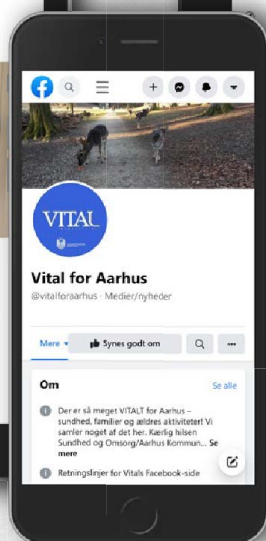 VITAL
Vital for Aarhus
@vitalforaarhus · Medier/nyheder
Mere
Synes godt om
Om
Se alle
Der er så meget VITALT for Aarhus –
sundhed, familier og ældres aktiviteter! Vi
samler noget af det her. Kærlig hilsen
Sundhed og Omsorg/Aarhus Kommun... Se
mere
Retningslinjer for Vitals Facebook-side